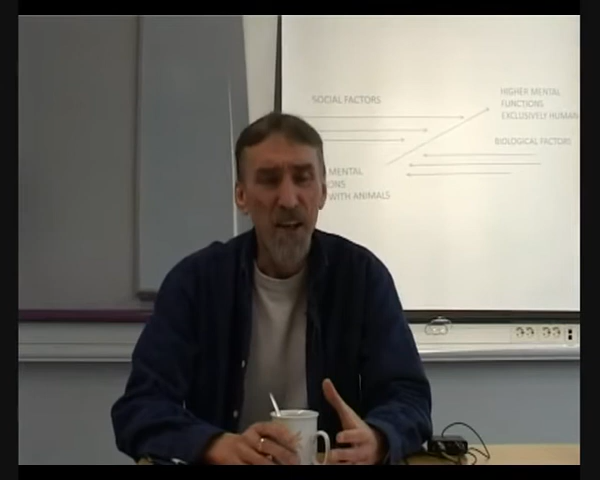 SOCIAL FACTORS
HIGHER MENTAL
FUNCTIONS
EXCLUSIVELY HUMAN
BIOLOGICAL FACTORS
MENTAL
ONS
WITH ANIMALS